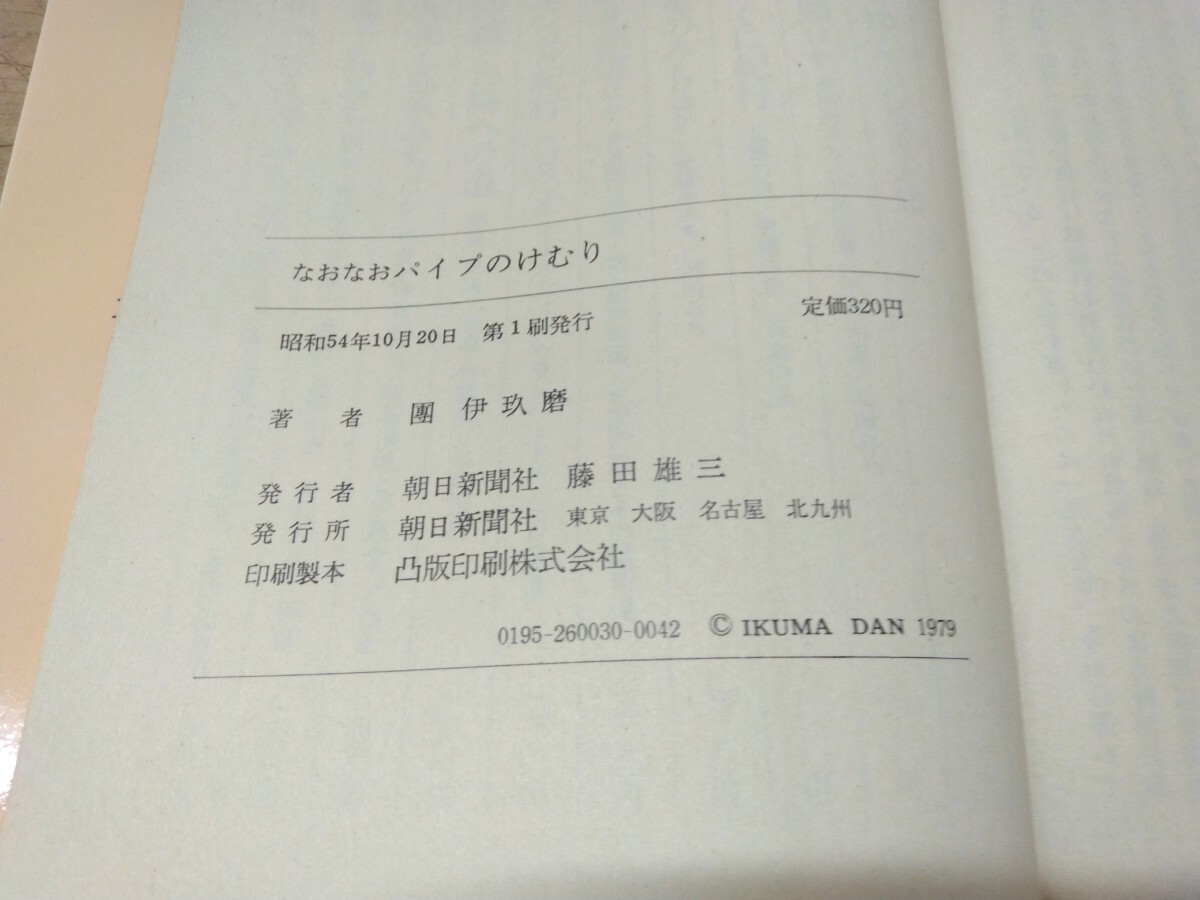 なおなおパイプのけむり
昭和54年10月20日 第1刷発行 定価320円
著者 團伊玖磨
発行者 朝日新聞社 藤田雄三
発行所 朝日新聞社 東京 大阪 名古屋 北九州
印刷製本 凸版印刷株式会社
0195-260030-0042 © IKUMA DAN 1979